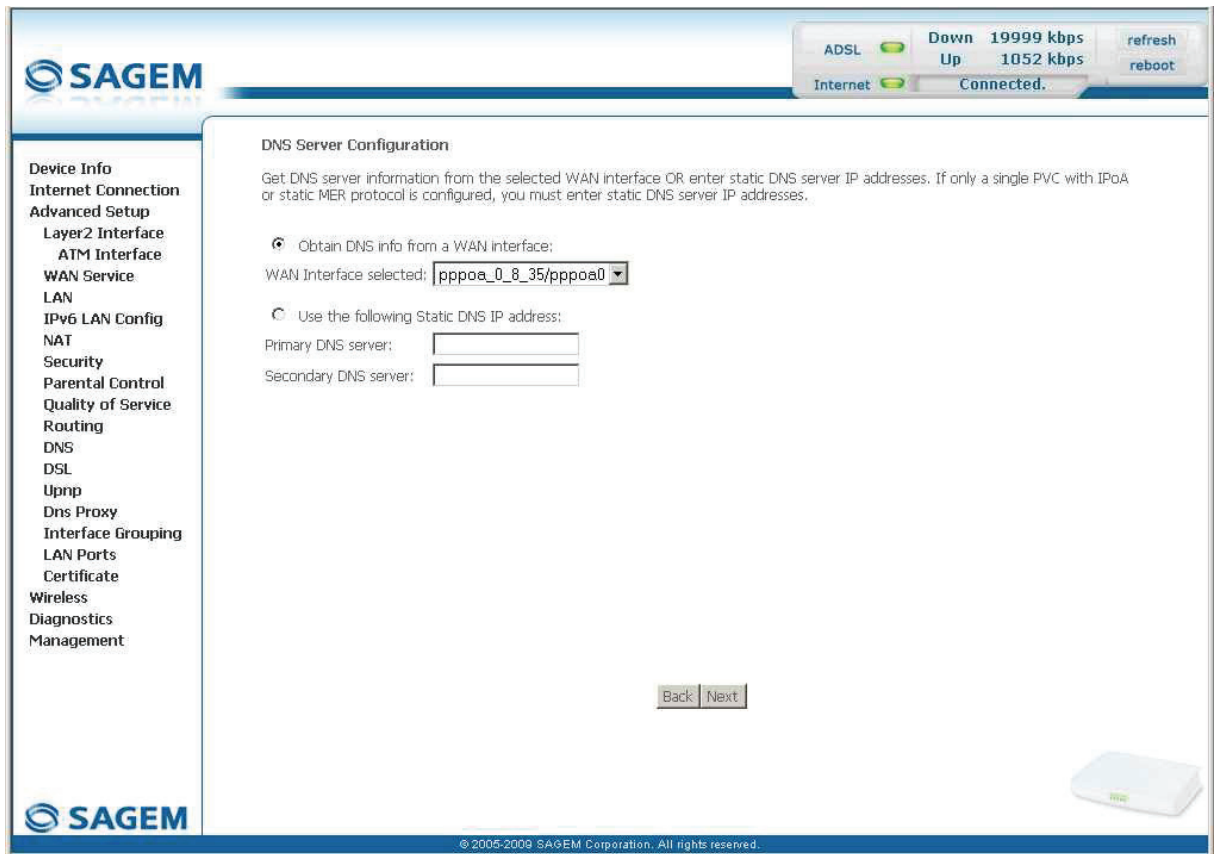 SAGEM
ADSL
Down 19999 kbps
Up 1052 kbps
Internet
Connected.
refresh
reboot
Device Info
Internet Connection
Advanced Setup
Layer2 Interface
ATM Interface
WAN Service
LAN
IPv6 LAN Config
NAT
Security
Parental Control
Quality of Service
Routing
DNS
DSL
Upnp
Dns Proxy
Interface Grouping
LAN Ports
Certificate
Wireless
Diagnostics
Management
DNS Server Configuration
Get DNS server information from the selected WAN interface OR enter static DNS server IP addresses. If only a single PVC with IPoA
or static MER protocol is configured, you must enter static DNS server IP addresses.
Obtain DNS info from a WAN interface:
WAN Interface selected: pppoa_0_8_35/pppoa0
Use the following Static DNS IP address:
Primary DNS server:
Secondary DNS server:
Back Next
SAGEM
© 2005-2009 SAGEM Corporation. All rights reserved.